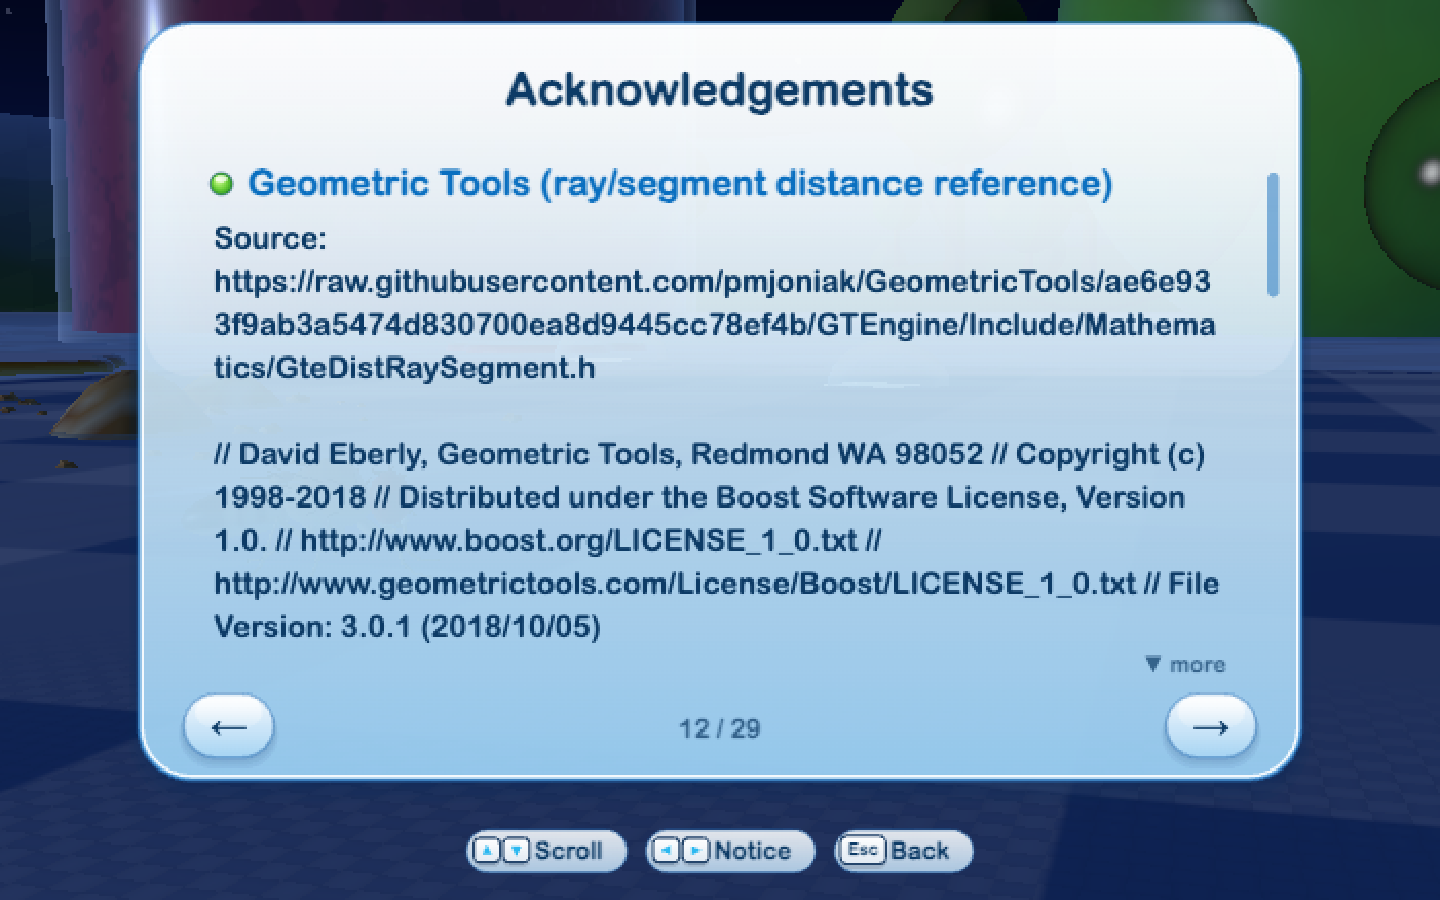 Acknowledgements
Geometric Tools (ray/segment distance reference)
Source:
https://raw.githubusercontent.com/pmjoniak/GeometricTools/ae6e93
3f9ab3a5474d830700ea8d9445cc78ef4b/GTEngine/Include/Mathema
tics/GteDistRaySegment.h
// David Eberly, Geometric Tools, Redmond WA 98052 // Copyright (c)
1998-2018 // Distributed under the Boost Software License, Version
1.0. // http://www.boost.org/LICENSE_1_0.txt //
http://www.geometrictools.com/License/Boost/LICENSE_1_0.txt // File
Version: 3.0.1 (2018/10/05)
▼ more
← 12 / 29 →
▲ ▼ Scroll ◄ ► Notice Esc Back